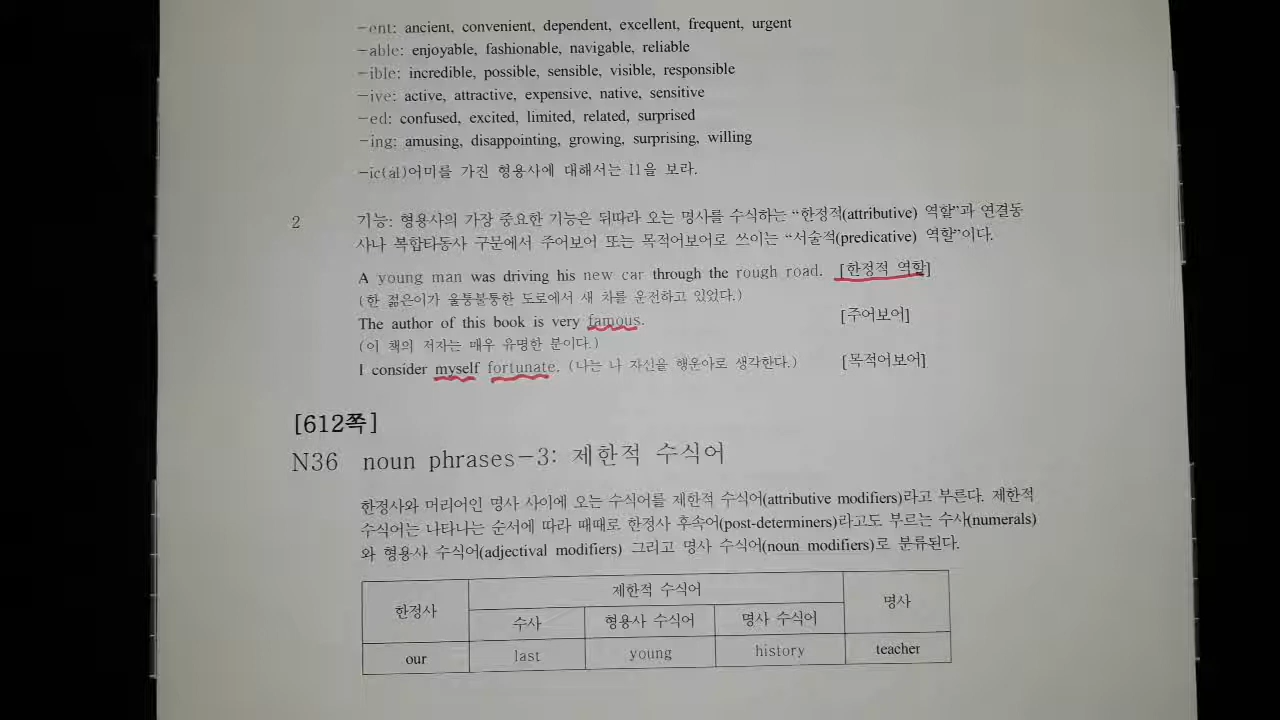 -ent: ancient, convenient, dependent, excellent, frequent, urgent
-able: enjoyable, fashionable, navigable, reliable
-ible: incredible, possible, sensible, visible, responsible
-ive: active, attractive, expensive, native, sensitive
-ed: confused, excited, limited, related, surprised
-ing: amusing, disappointing, growing, surprising, willing
-ic(al)어미를 가진 형용사에 대해서는 11을 보라.
2 기능: 형용사의 가장 중요한 기능은 뒤따라 오는 명사를 수식하는 “한정적(attributive) 역할”과 연결동
사나 복합타동사 구문에서 주어보어 또는 목적어보어로 쓰이는 “서술적(predicative) 역할”이다.
A young man was driving his new car through the rough road. [한정적 역할]
(한 젊은이가 울퉁불퉁한 도로에서 새 차를 운전하고 있었다.)
The author of this book is very famous. [주어보어]
(이 책의 저자는 매우 유명한 분이다.)
I consider myself fortunate. (나는 나 자신을 행운아로 생각한다.) [목적어보어]
[612쪽]
N36 noun phrases-3: 제한적 수식어
한정사와 머리어인 명사 사이에 오는 수식어를 제한적 수식어(attributive modifiers)라고 부른다. 제한적
수식어는 나타나는 순서에 따라 때때로 한정사 후속어(post-determiners)라고도 부르는 수사(numerals)
와 형용사 수식어(adjectival modifiers) 그리고 명사 수식어(noun modifiers)로 분류된다.
한정사 제한적 수식어 명사
수사 형용사 수식어 명사 수식어
our last young history teacher